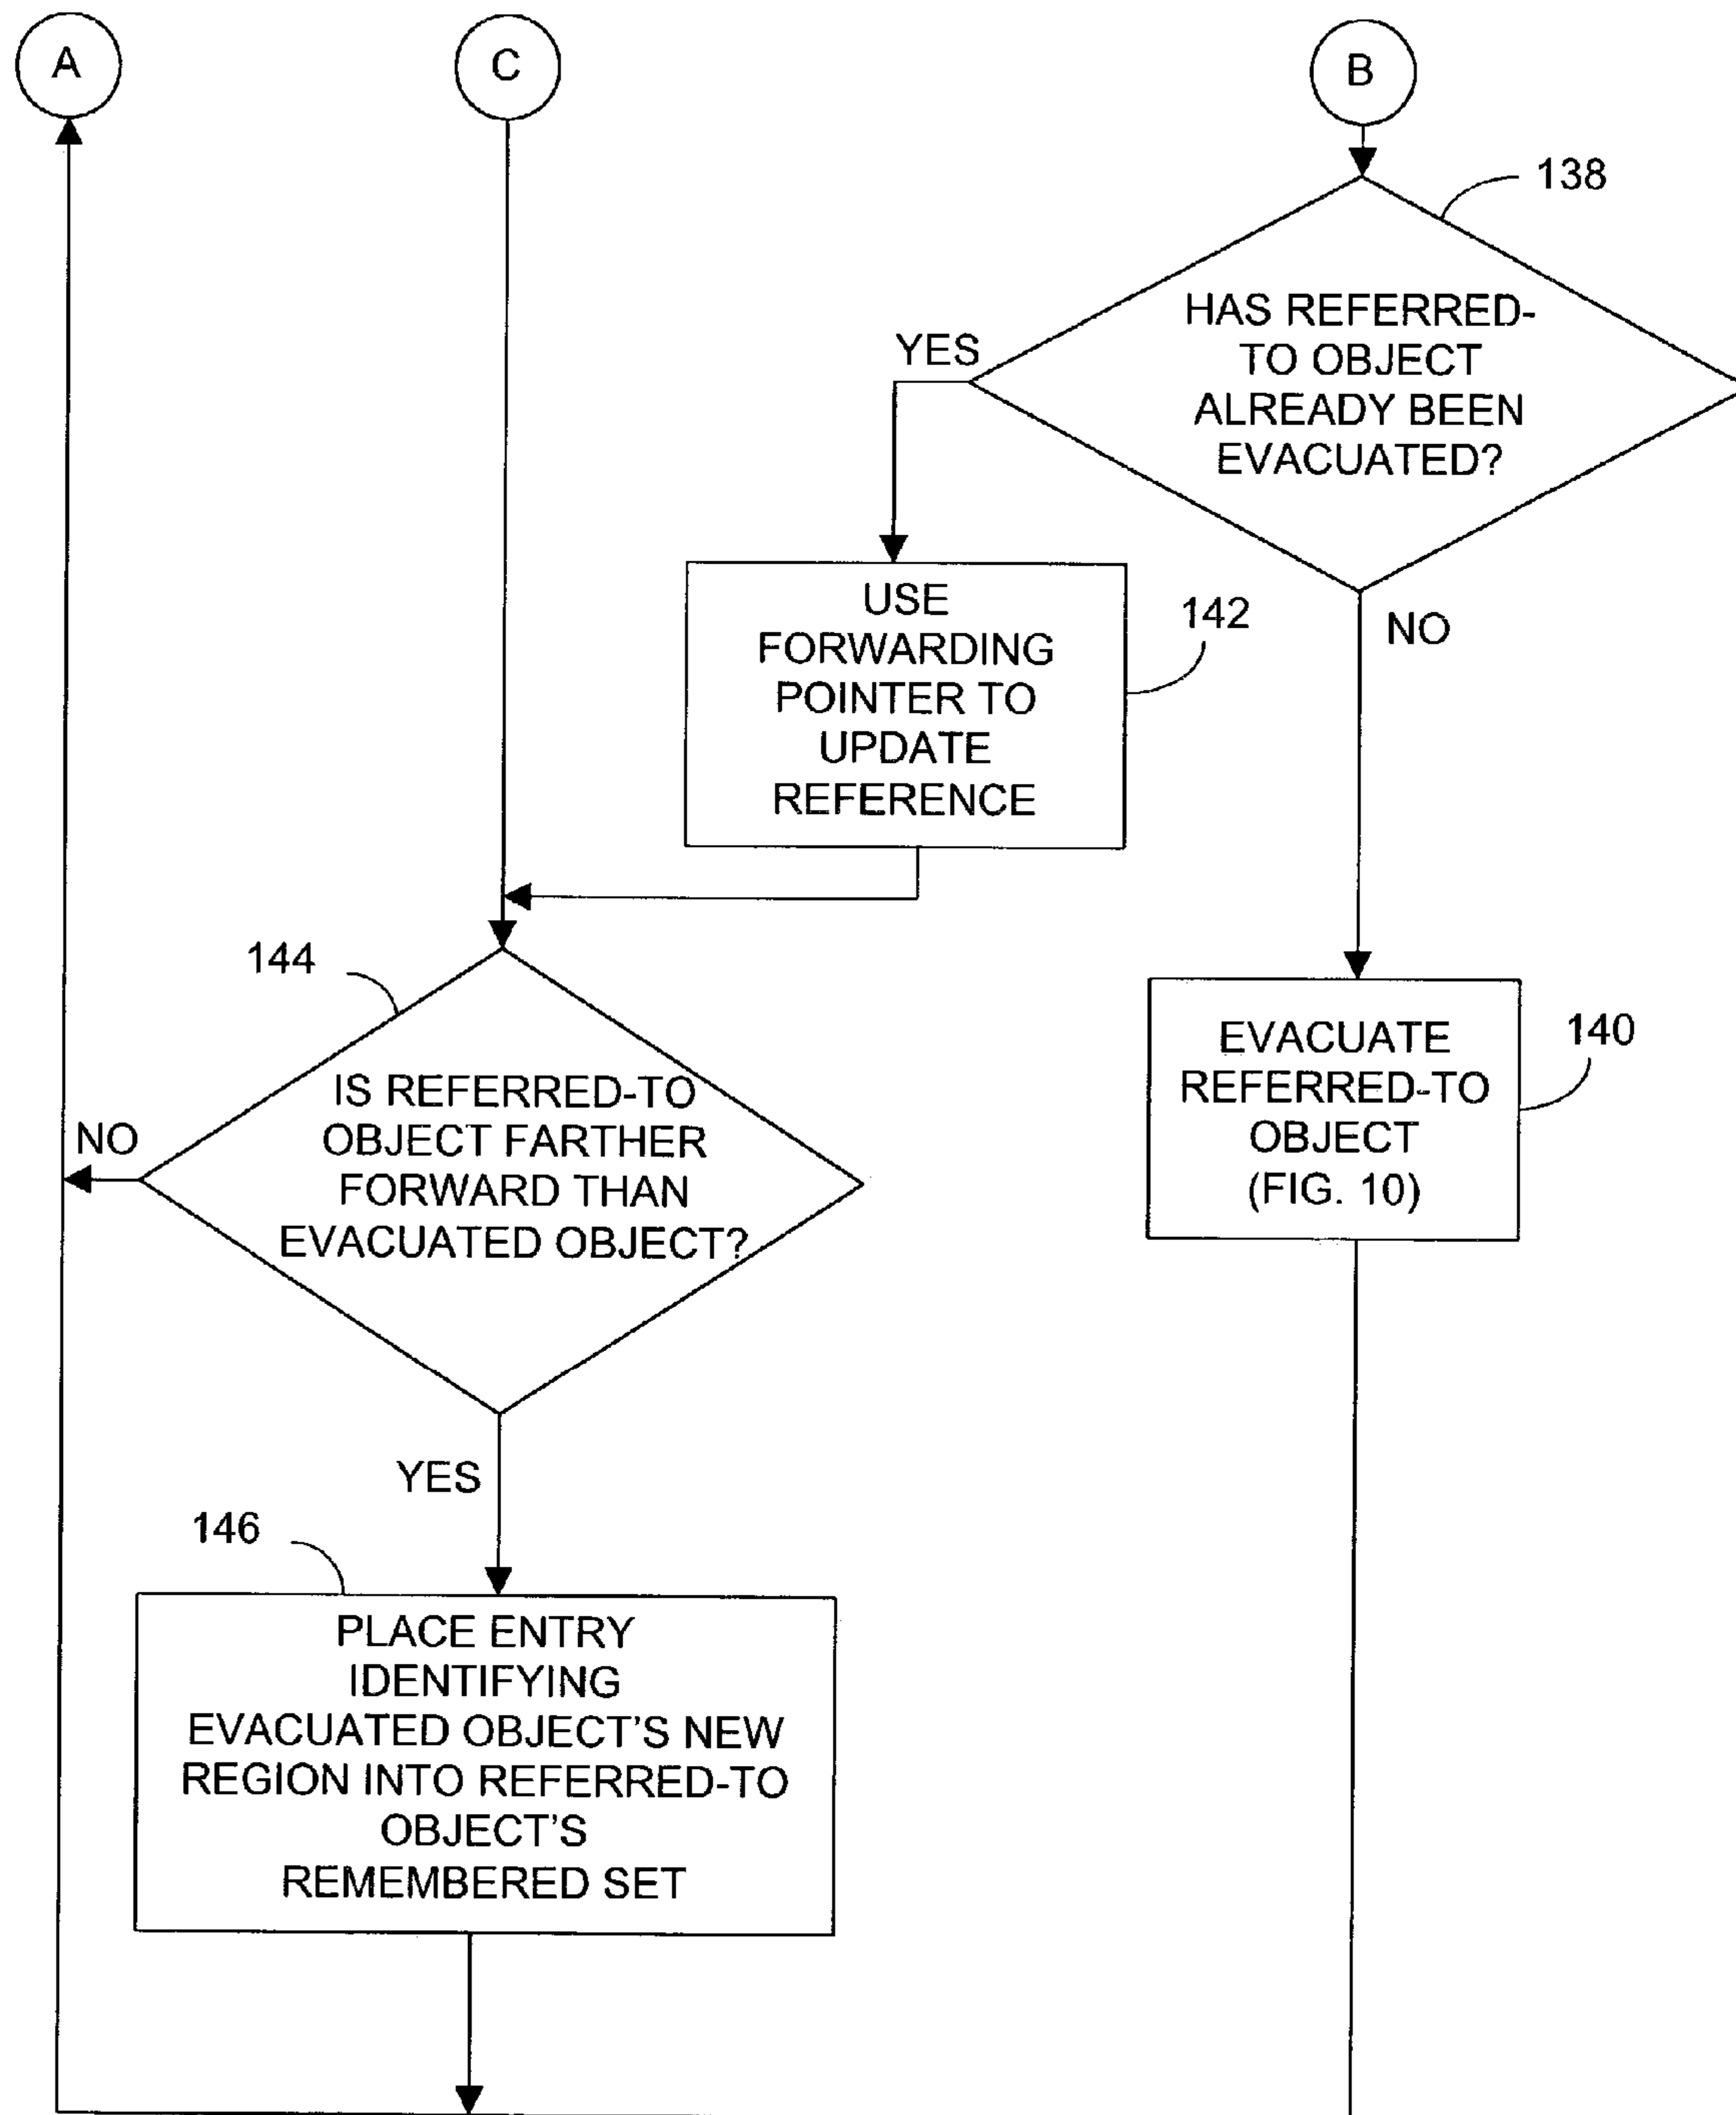 A
C
B
138
HAS REFERRED-
TO OBJECT
ALREADY BEEN
EVACUATED?
YES
NO
USE
FORWARDING
POINTER TO
UPDATE
REFERENCE
142
144
IS REFERRED-TO
OBJECT FARTHER
FORWARD THAN
EVACUATED OBJECT?
NO
YES
EVACUATE
REFERRED-TO
OBJECT
(FIG. 10)
140
146
PLACE ENTRY
IDENTIFYING
EVACUATED OBJECT'S NEW
REGION INTO REFERRED-TO
OBJECT'S
REMEMBERED SET